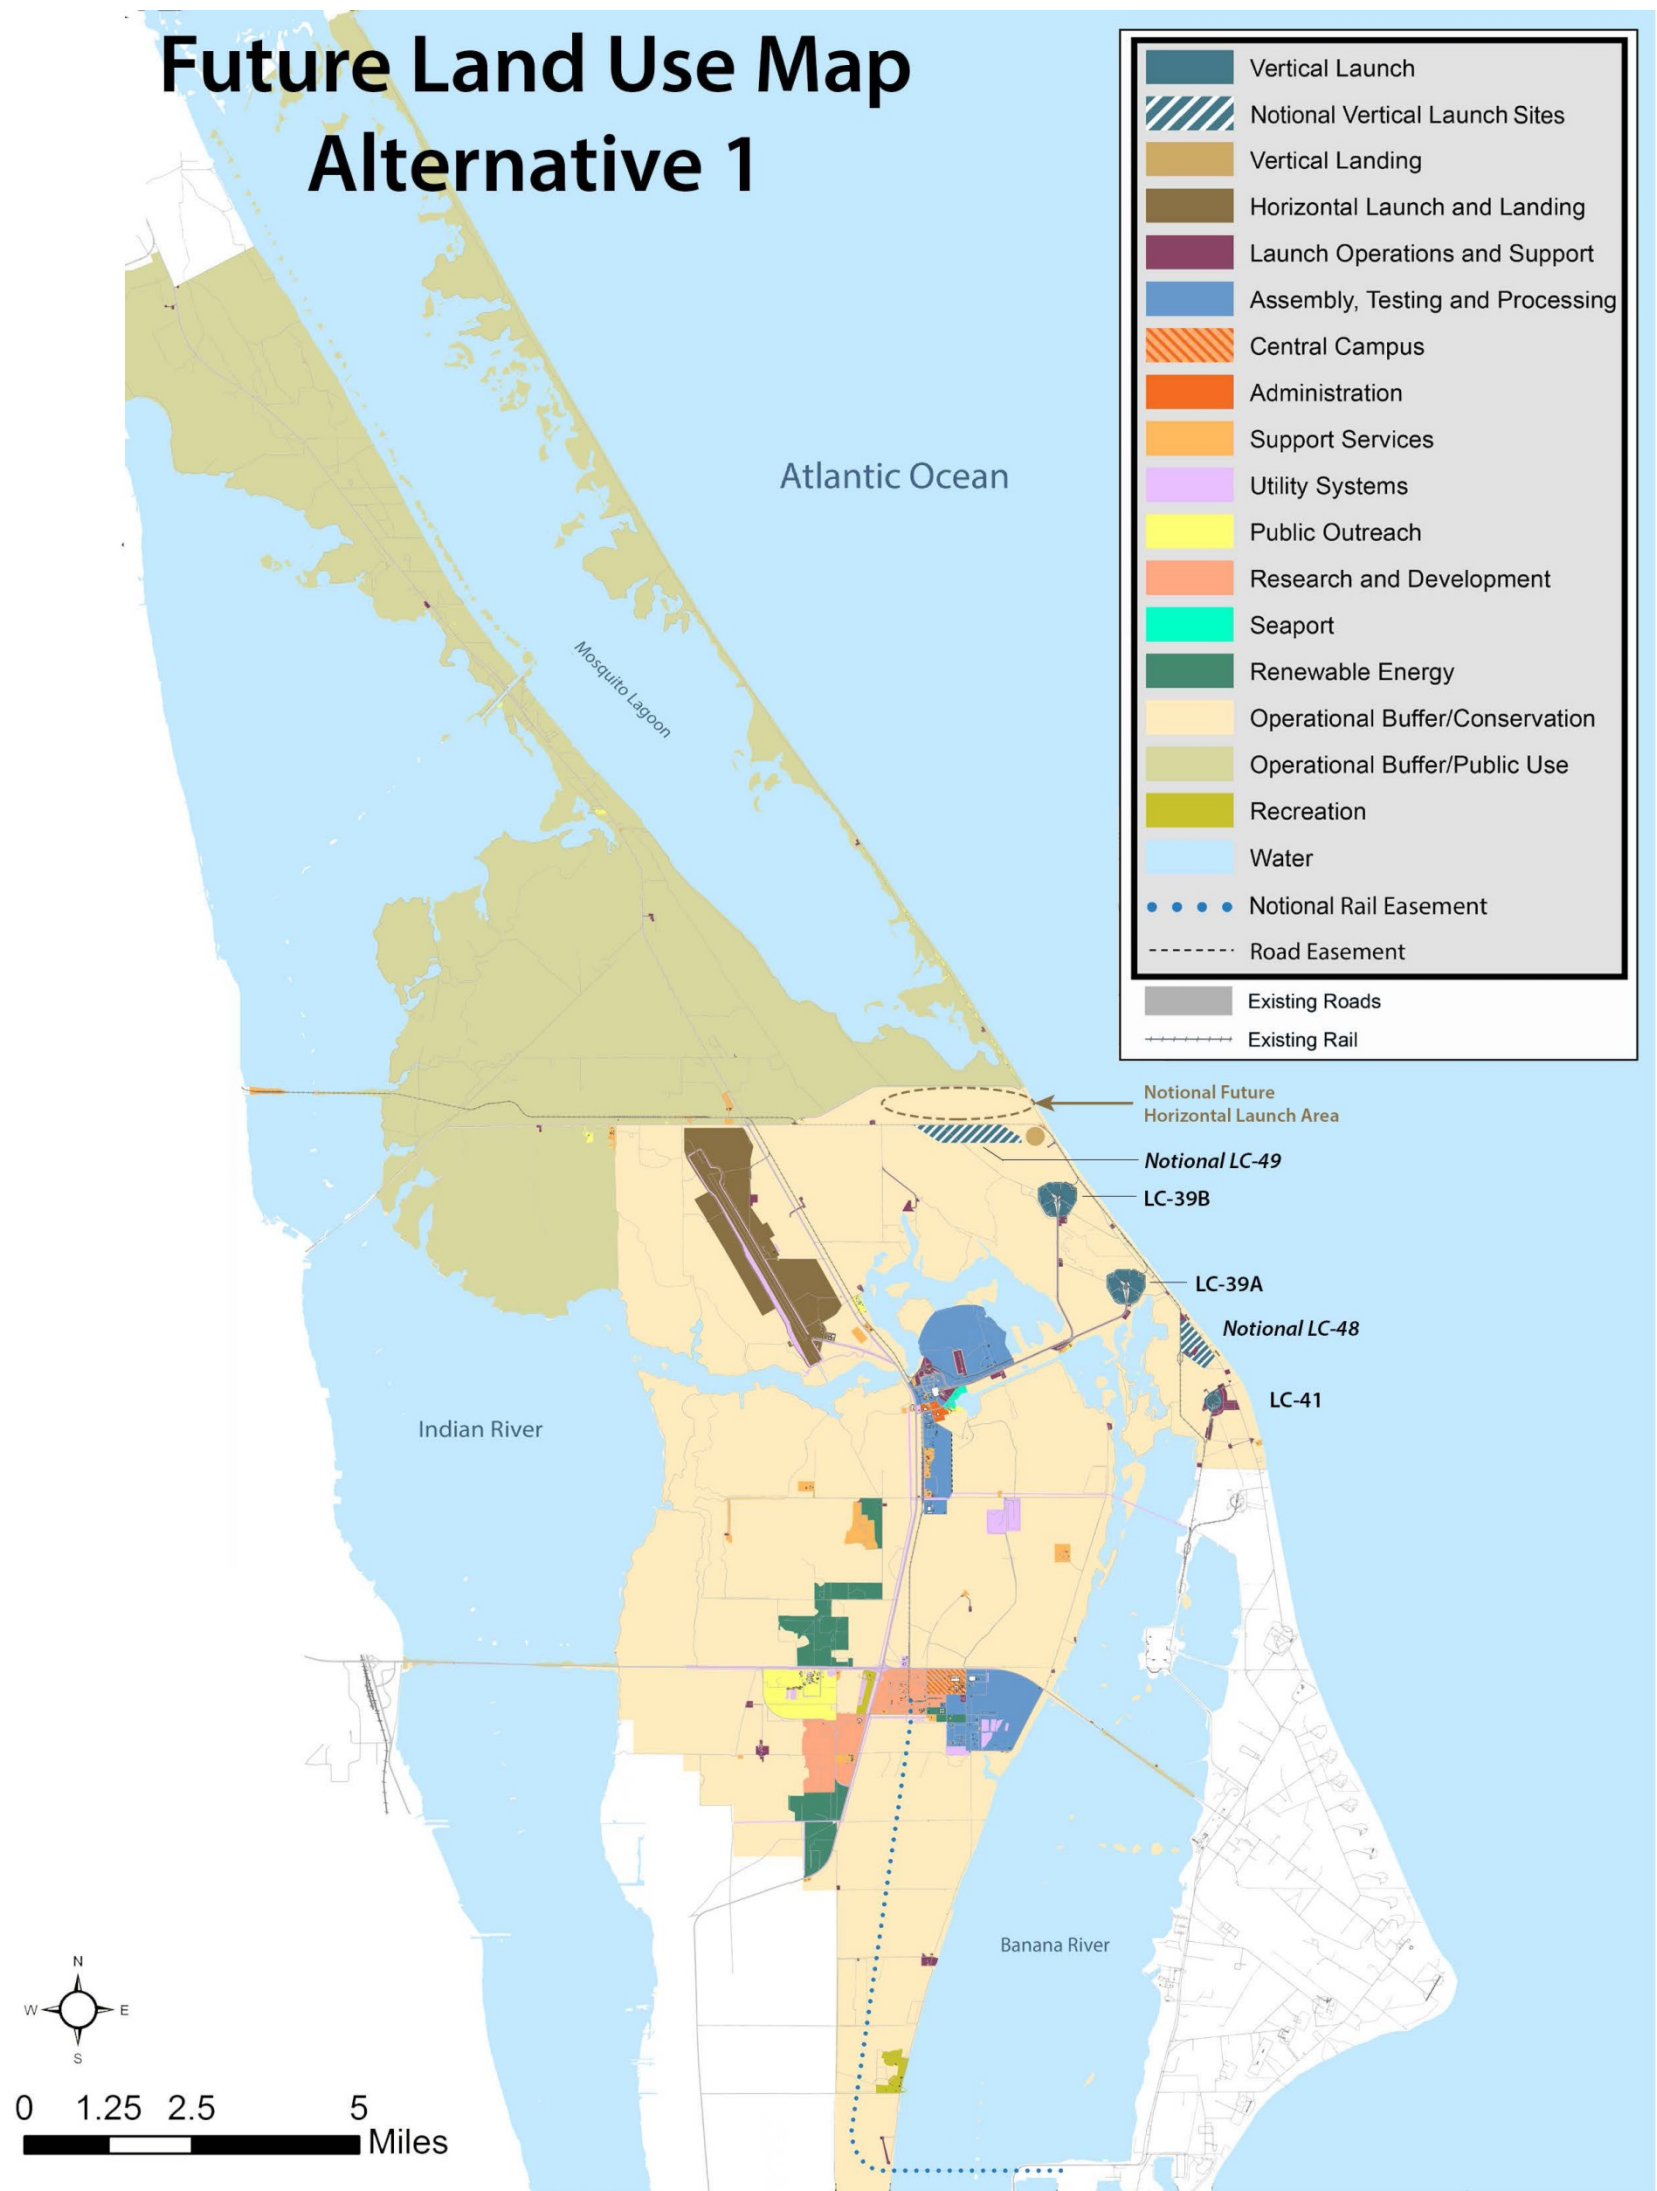 Future Land Use Map
Alternative 1
Vertical Launch
Notional Vertical Launch Sites
Vertical Landing
Horizontal Launch and Landing
Launch Operations and Support
Assembly, Testing and Processing
Central Campus
Administration
Support Services
Utility Systems
Public Outreach
Research and Development
Seaport
Renewable Energy
Operational Buffer/Conservation
Operational Buffer/Public Use
Recreation
Water
Notional Rail Easement
Road Easement
Existing Roads
Existing Rail
Atlantic Ocean
Mosquito Lagoon
Notional Future
Horizontal Launch Area
Notional LC-49
LC-39B
LC-39A
Notional LC-48
LC-41
Indian River
Banana River
N
W E
S
0 1.25 2.5 5
Miles